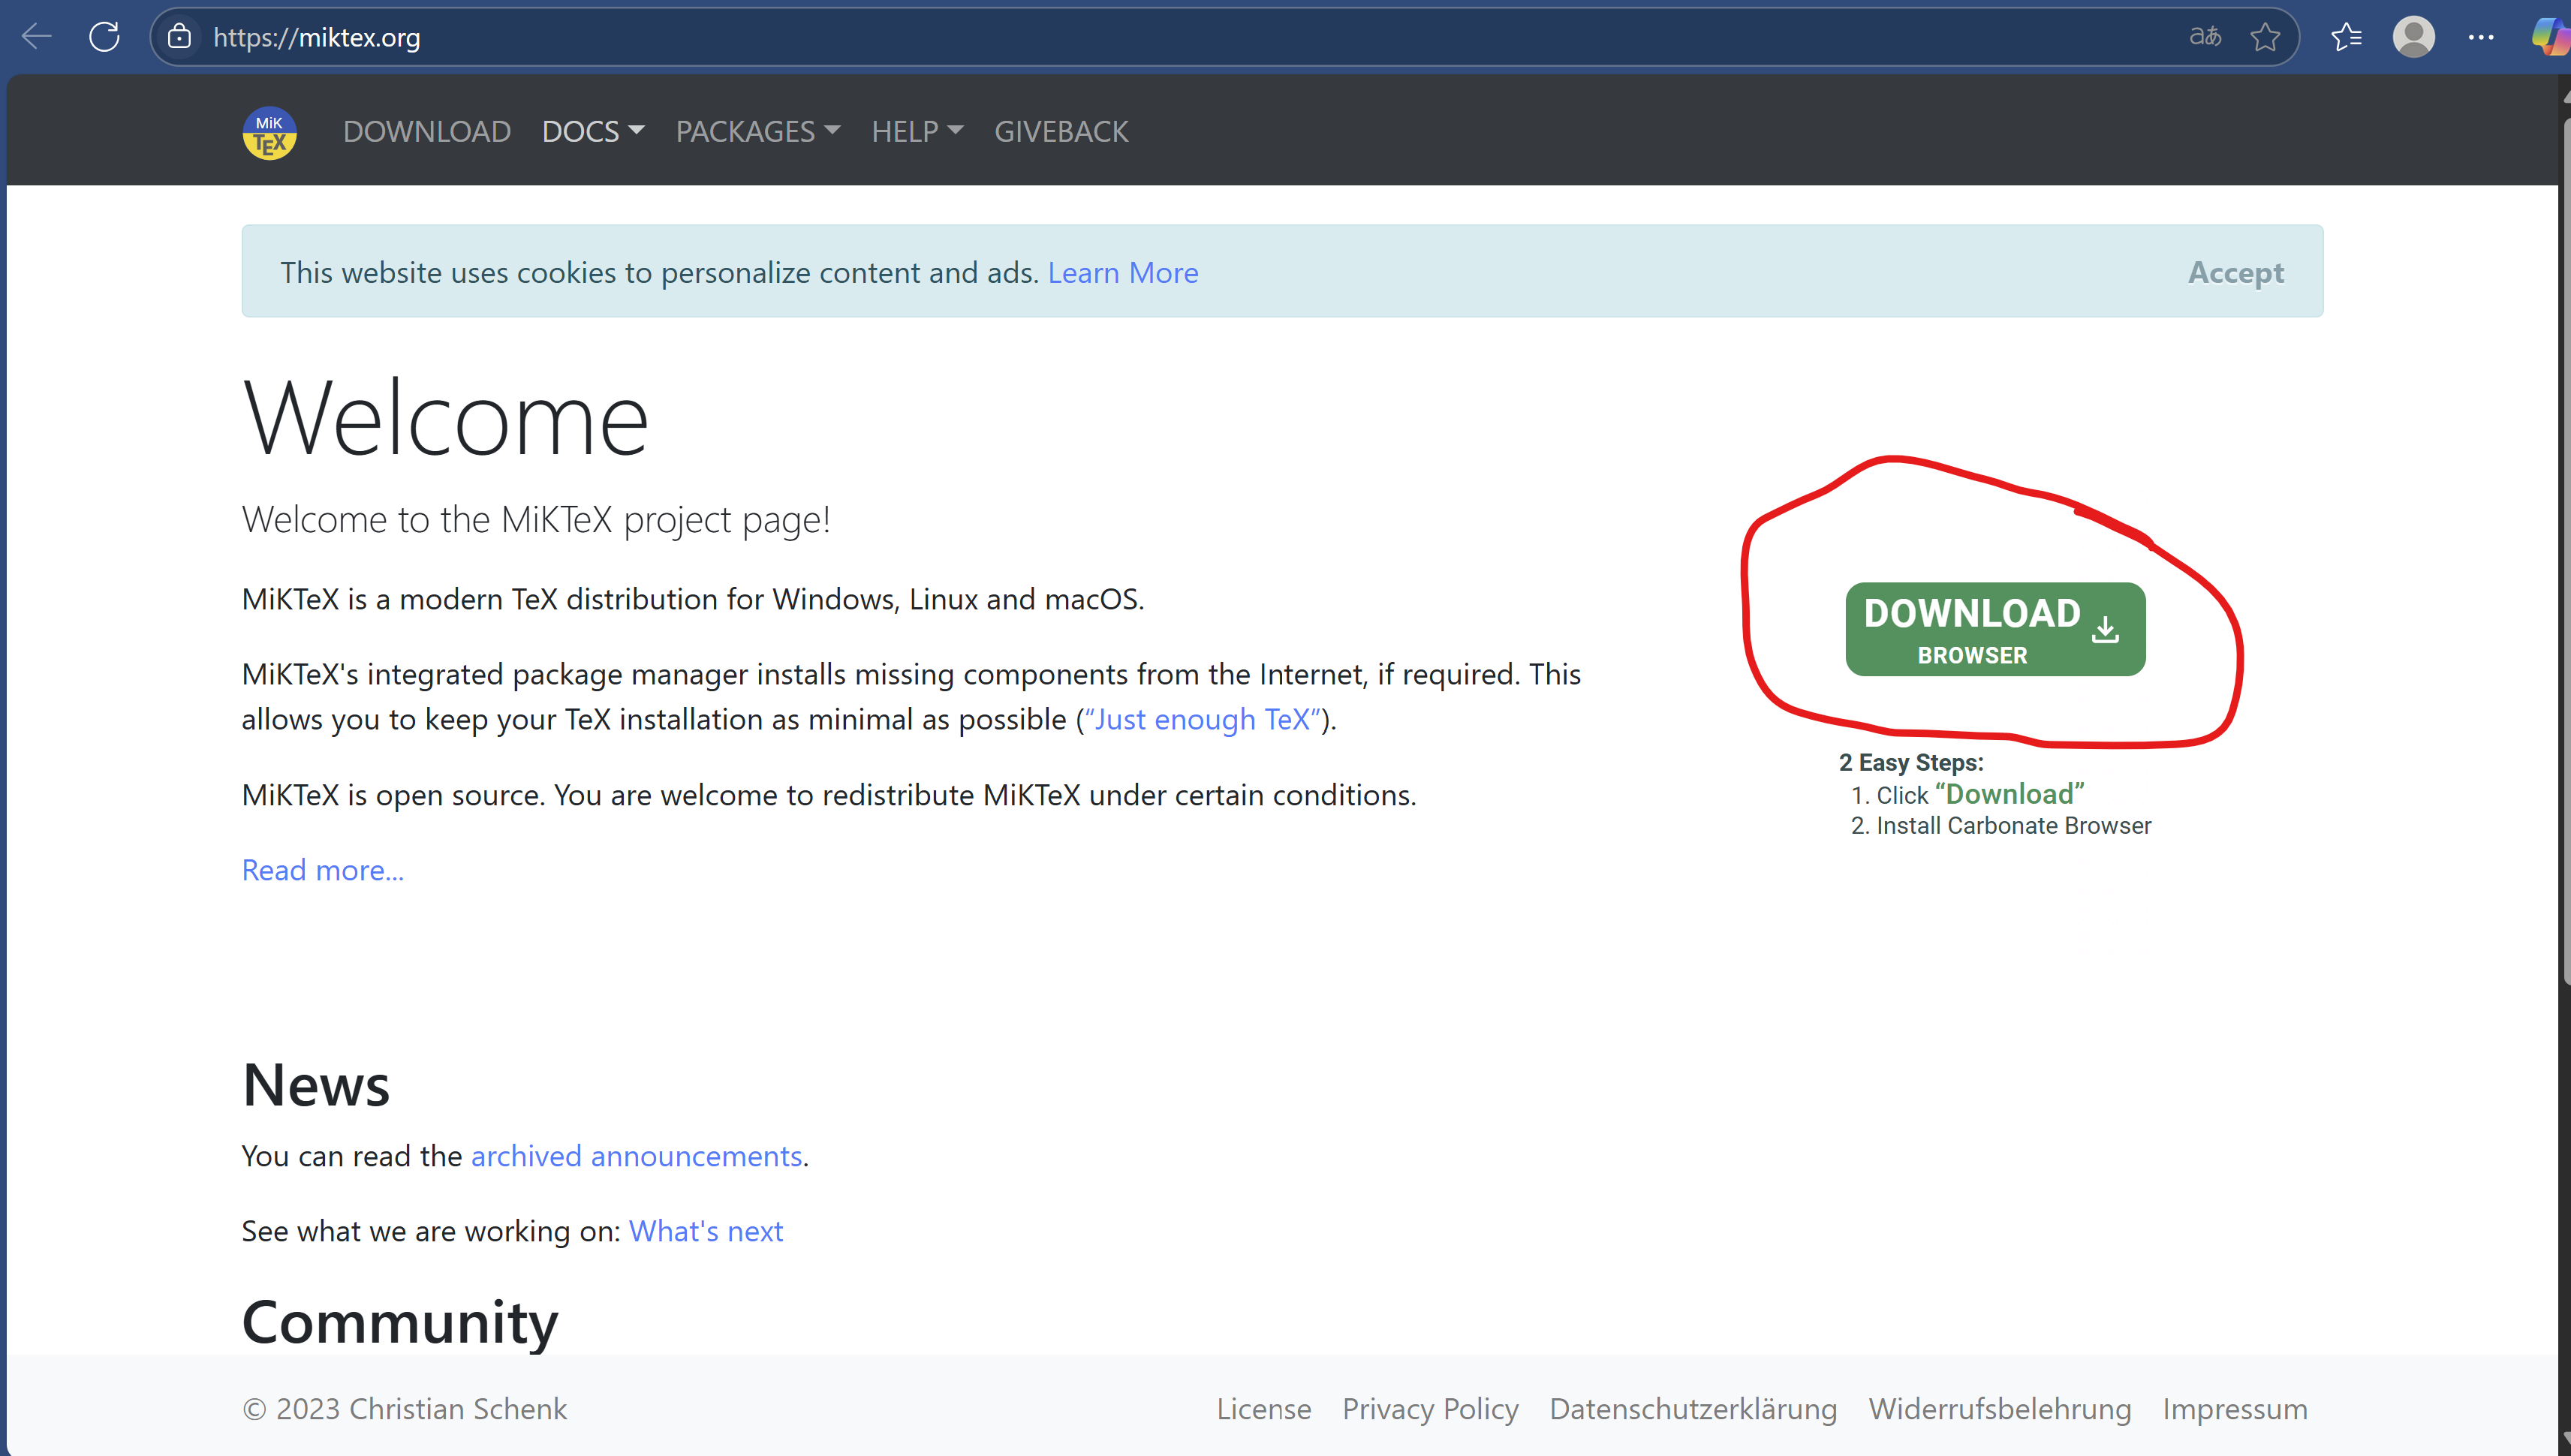 https://miktex.org
aあ
MiK
TEX
DOWNLOAD DOCS PACKAGES HELP GIVEBACK
This website uses cookies to personalize content and ads. Learn More
Accept
Welcome
Welcome to the MiKTeX project page!
MiKTeX is a modern TeX distribution for Windows, Linux and macOS.
MiKTeX's integrated package manager installs missing components from the Internet, if required. This
allows you to keep your TeX installation as minimal as possible (“Just enough TeX”).
MiKTeX is open source. You are welcome to redistribute MiKTeX under certain conditions.
Read more...
DOWNLOAD
BROWSER
2 Easy Steps:
1. Click “Download”
2. Install Carbonate Browser
News
You can read the archived announcements.
See what we are working on: What's next
Community
© 2023 Christian Schenk
License Privacy Policy Datenschutzerklärung Widerrufsbelehrung Impressum